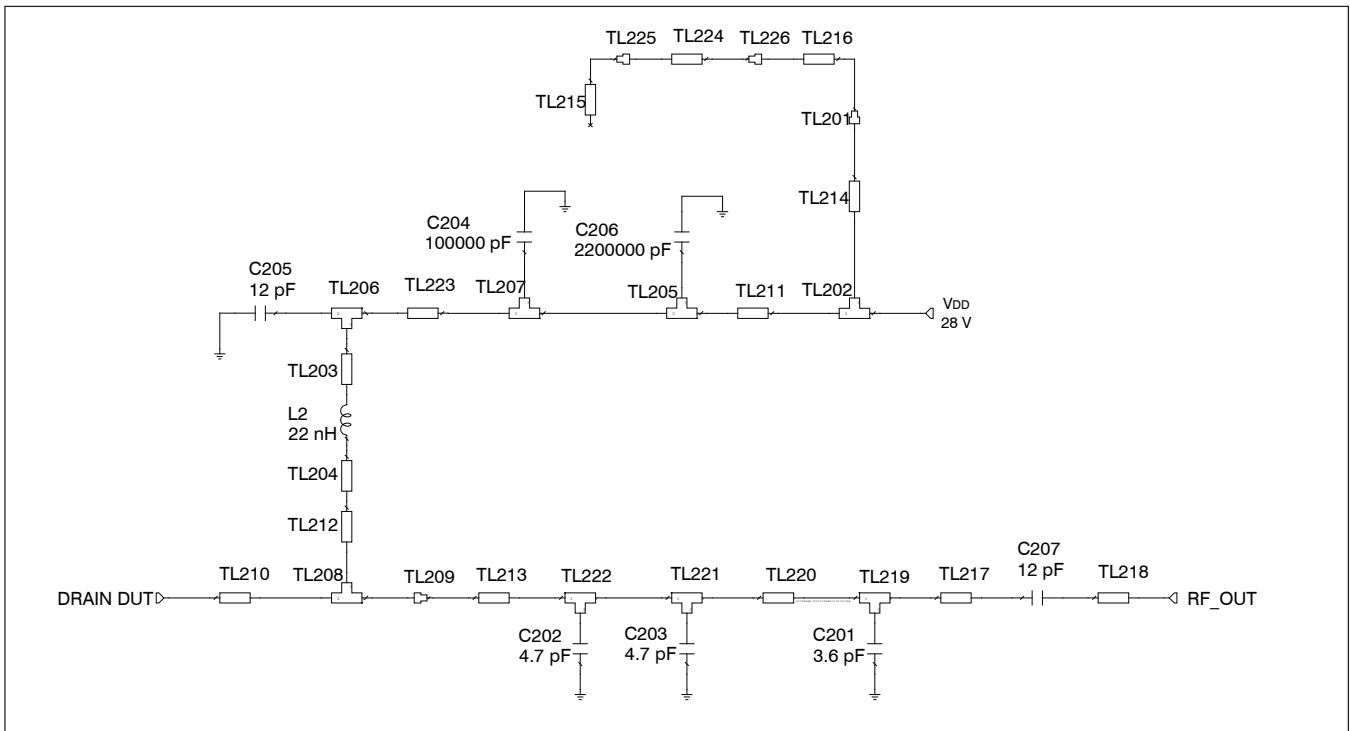 TL225 TL224 TL226 TL216
TL215
TL201
TL214
C204
100000 pF
C206
2200000 pF
C205
12 pF
TL206 TL223 TL207 TL205 TL211 TL202
VDD
28 V
TL203
L2
22 nH
TL204
TL212
DRAIN DUT TL210 TL208 TL209 TL213 TL222 TL221 TL220 TL219 TL217
C207
12 pF
TL218 RF_OUT
C202
4.7 pF
C203
4.7 pF
C201
3.6 pF